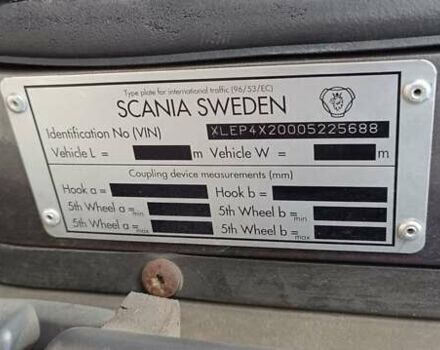 Type plate for international traffic (96/53/EC)
SCANIA SWEDEN
Identification No (VIN) XLEP4X20005225688
Vehicle L = m Vehicle W = m
Coupling device measurements (mm)
Hook a = Hook b =
5th Wheel a min = 5th Wheel b min =
5th Wheel a max = 5th Wheel b max =